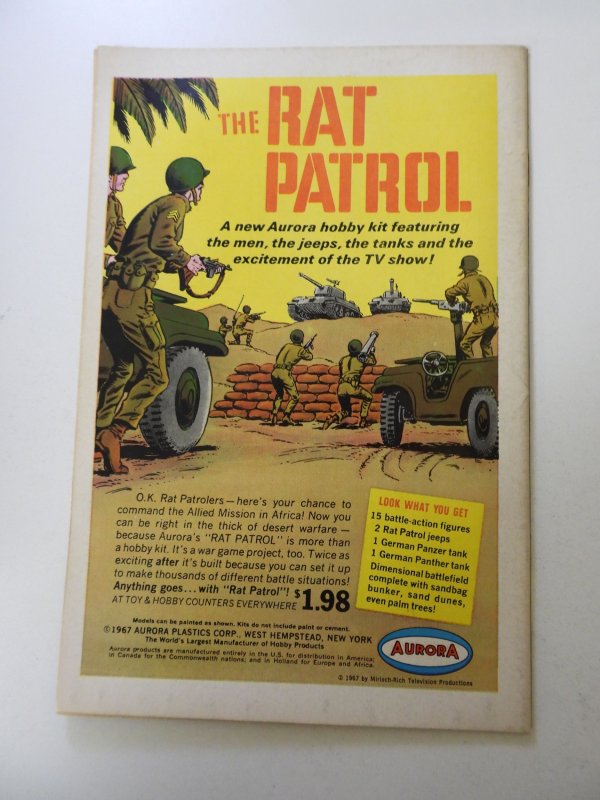 THE RAT
PATROL
A new Aurora hobby kit featuring
the men, the jeeps, the tanks and the
excitement of the TV show!
O.K. Rat Patrolers—here's your chance to
command the Allied Mission in Africa! Now you
can be right in the thick of desert warfare—
because Aurora's "RAT PATROL" is more than
a hobby kit. It's a war game project, too. Twice as
exciting after it's built because you can set it up
to make thousands of different battle situations!
Anything goes...with "Rat Patrol"! $1.98
AT TOY & HOBBY COUNTERS EVERYWHERE
LOOK WHAT YOU GET
15 battle-action figures
2 Rat Patrol jeeps
1 German Panzer tank
1 German Panther tank
Dimensional battlefield
complete with sandbag
bunker, sand dunes,
even palm trees!
Models can be painted as shown. Kits do not include paint or cement.
©1967 AURORA PLASTICS CORP., WEST HEMPSTEAD, NEW YORK
The World's Largest Manufacturer of Hobby Products
Aurora products are manufactured entirely in the U.S. for distribution in America;
in Canada for the Commonwealth nations; and in Holland for Europe and Africa.
AURORA
© 1967 by Mirisch-Rich Television Productions